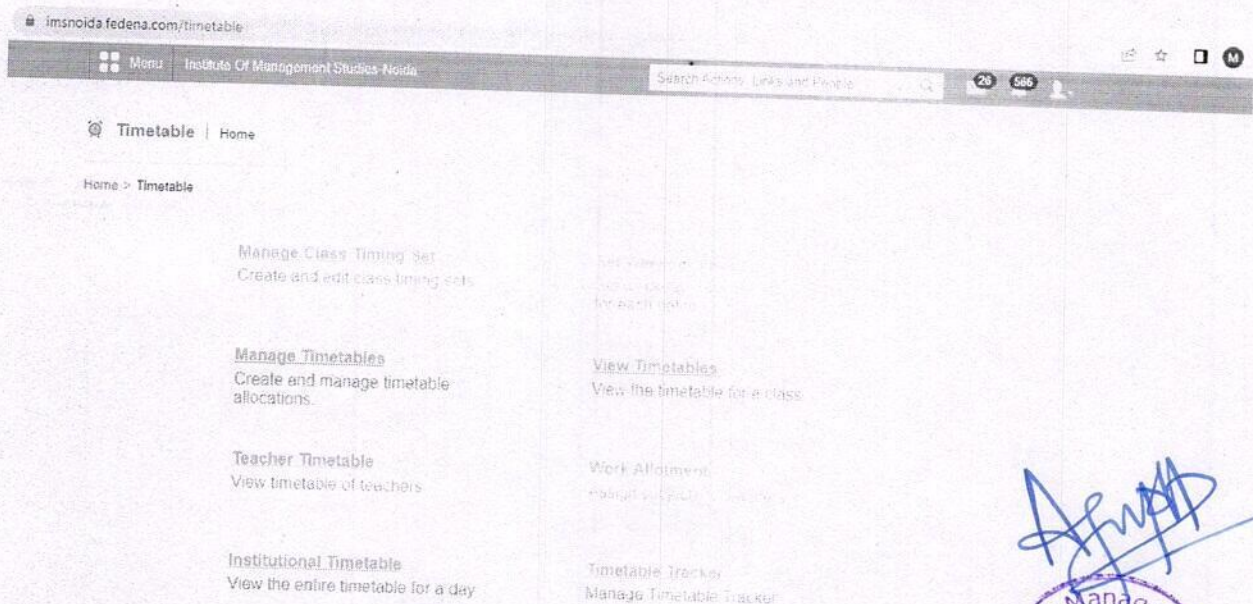 imsnoida.fedena.com/timetable
Menu Institute Of Management Studies-Noida
Search Actions, Links and People
26 566
M
Timetable | Home
Home > Timetable
Manage Class Timing Set
Create and edit class timing sets
for each
Manage Timetables
Create and manage timetable
allocations.
View Timetables
View the timetable for a class
Teacher Timetable
View timetable of teachers
Work Allotment
Institutional Timetable
View the entire timetable for a day
Timetable Tracker
Manage Timetable Tracker
Manag